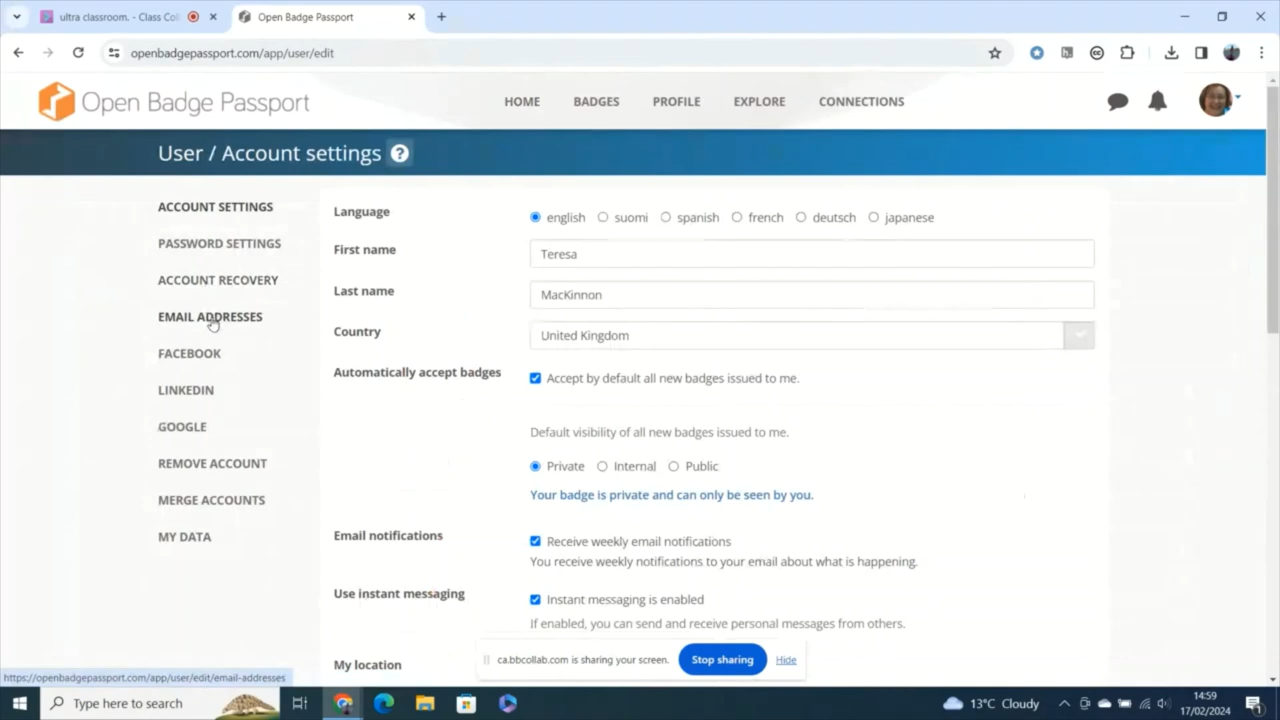 ultra classroom. - Class Coll
Open Badge Passport
openbadgepassport.com/app/user/edit
Open Badge Passport
HOME BADGES PROFILE EXPLORE CONNECTIONS
User / Account settings ?
ACCOUNT SETTINGS
PASSWORD SETTINGS
ACCOUNT RECOVERY
EMAIL ADDRESSES
FACEBOOK
LINKEDIN
GOOGLE
REMOVE ACCOUNT
MERGE ACCOUNTS
MY DATA
Language english suomi spanish french deutsch japanese
First name Teresa
Last name MacKinnon
Country United Kingdom
Automatically accept badges Accept by default all new badges issued to me.
Default visibility of all new badges issued to me.
Private Internal Public
Your badge is private and can only be seen by you.
Email notifications Receive weekly email notifications
You receive weekly notifications to your email about what is happening.
Use instant messaging Instant messaging is enabled
If enabled, you can send and receive personal messages from others.
My location
ca.bbcollab.com is sharing your screen. Stop sharing Hide
https://openbadgepassport.com/app/user/edit/email-addresses
Type here to search
13°C Cloudy
14:59
17/02/2024